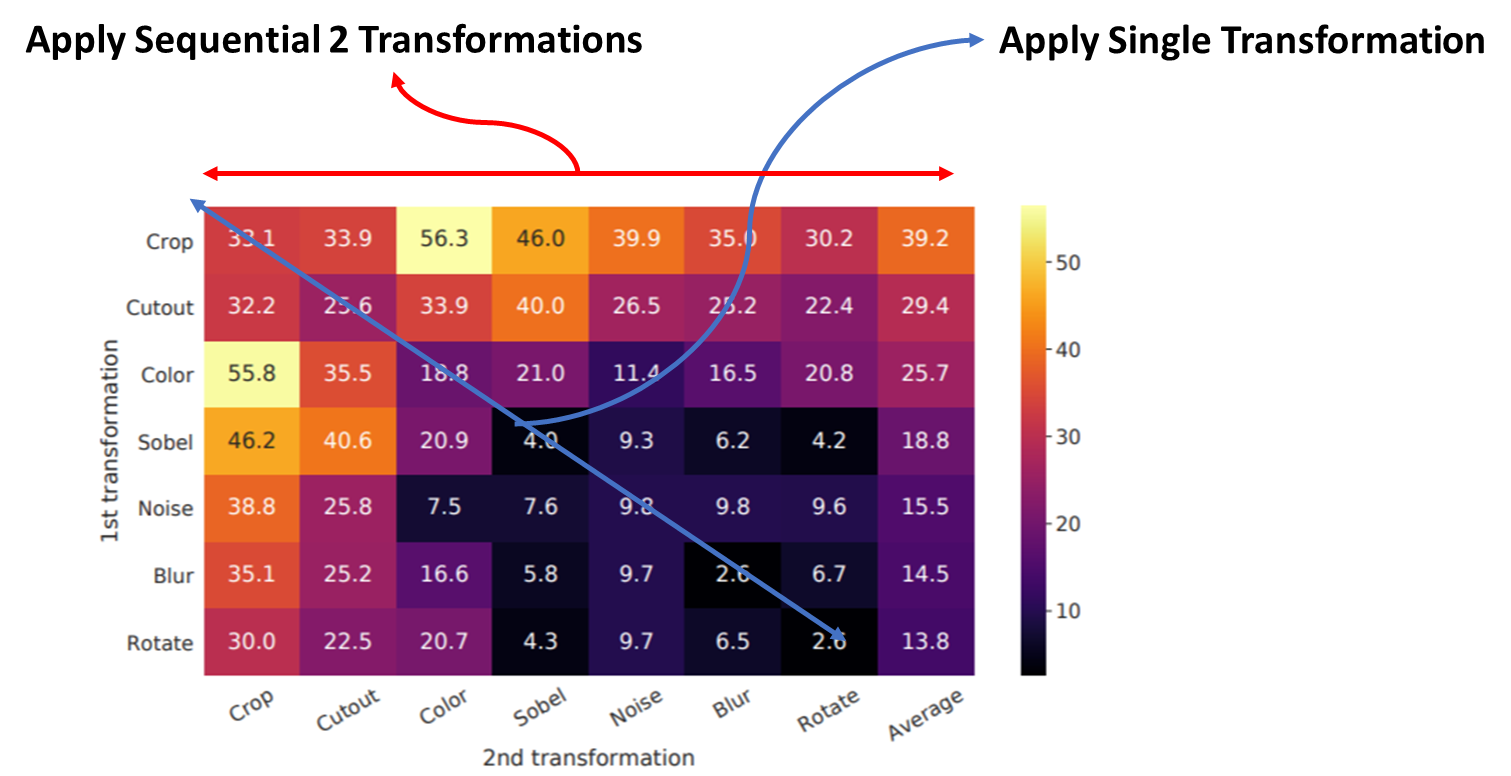 Apply Sequential 2 Transformations
Apply Single Transformation
Crop 33.1 33.9 56.3 46.0 39.9 35.0 30.2 39.2
Cutout 32.2 25.6 33.9 40.0 26.5 25.2 22.4 29.4
Color 55.8 35.5 18.8 21.0 11.4 16.5 20.8 25.7
Sobel 46.2 40.6 20.9 4.0 9.3 6.2 4.2 18.8
Noise 38.8 25.8 7.5 7.6 9.8 9.8 9.6 15.5
Blur 35.1 25.2 16.6 5.8 9.7 2.6 6.7 14.5
Rotate 30.0 22.5 20.7 4.3 9.7 6.5 2.6 13.8
Crop Cutout Color Sobel Noise Blur Rotate Average
1st transformation
2nd transformation
50
40
30
20
10